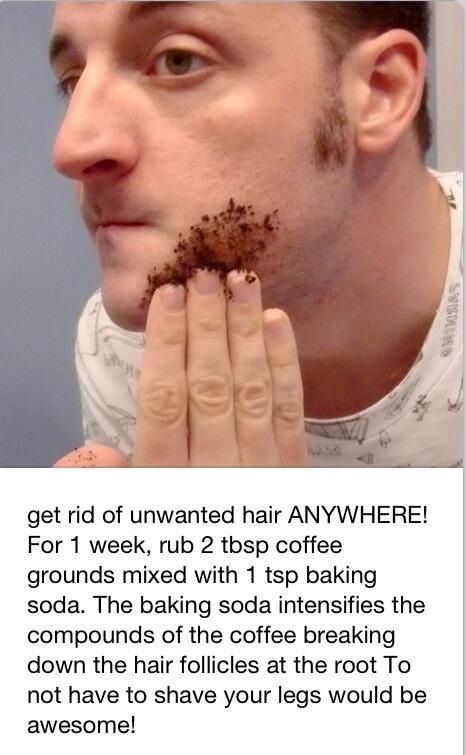 get rid of unwanted hair ANYWHERE!
For 1 week, rub 2 tbsp coffee
grounds mixed with 1 tsp baking
soda. The baking soda intensifies the
compounds of the coffee breaking
down the hair follicles at the root To
not have to shave your legs would be
awesome!